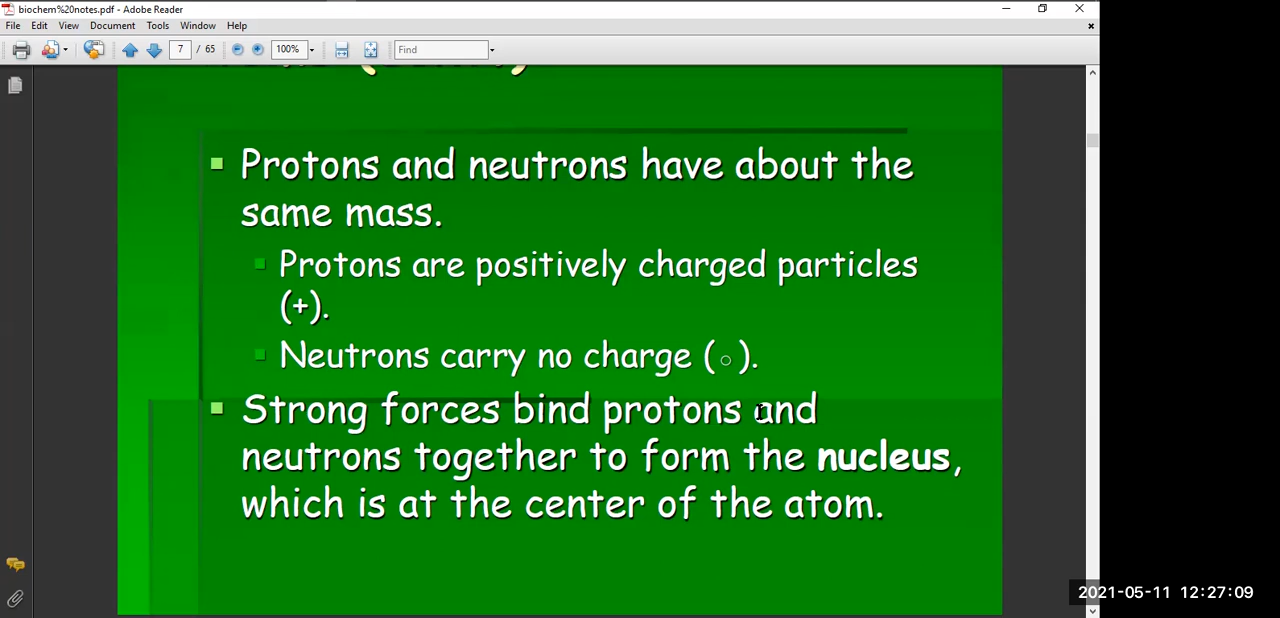 biochem%20notes.pdf - Adobe Reader
File Edit View Document Tools Window Help
7 / 65 100% Find
Protons and neutrons have about the
same mass.
Protons are positively charged particles
(+).
Neutrons carry no charge (○).
Strong forces bind protons and
neutrons together to form the nucleus,
which is at the center of the atom.
2021-05-11 12:27:09